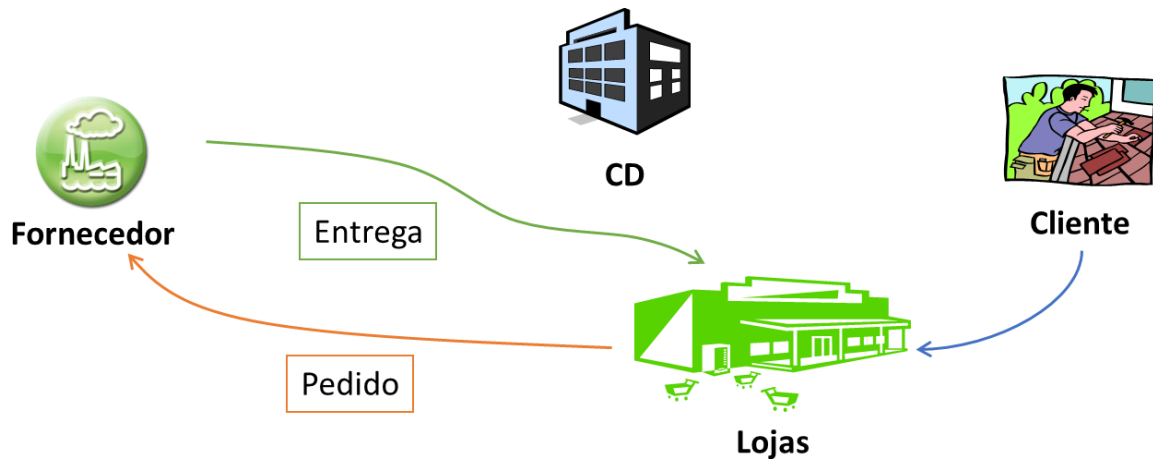 CD
Fornecedor
Entrega
Cliente
Pedido
Lojas